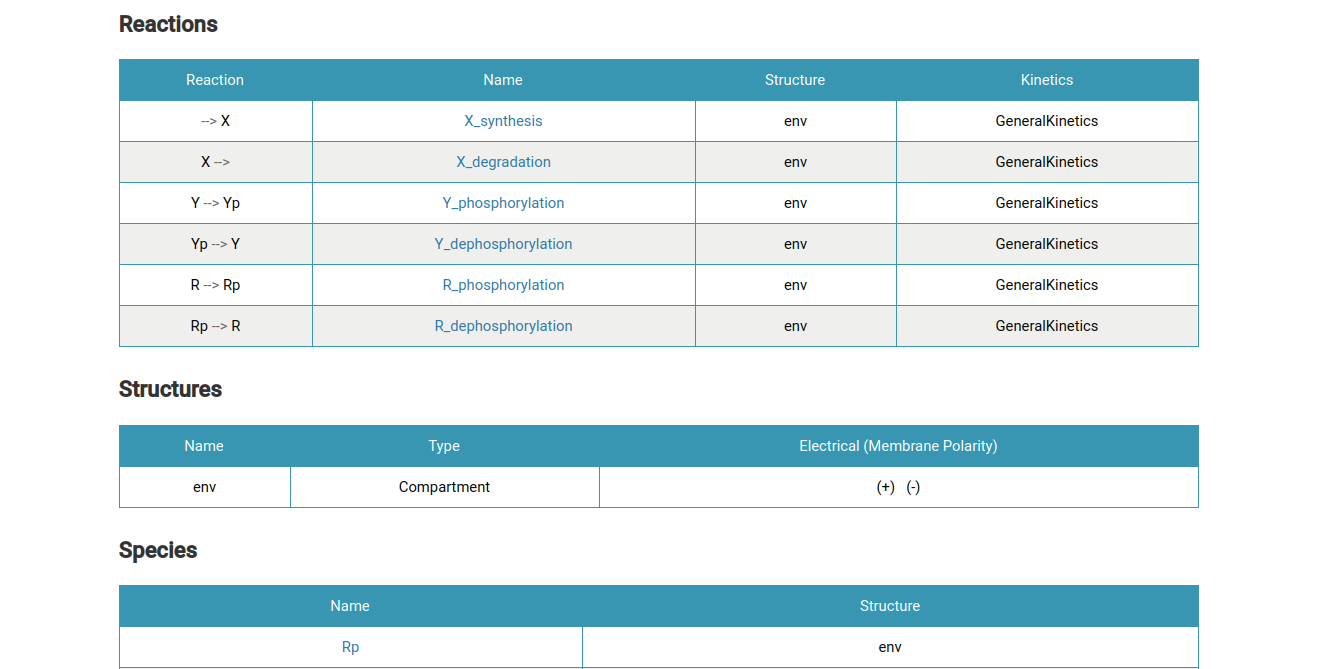 Reactions
Reaction Name Structure Kinetics
--> X X_synthesis env GeneralKinetics
X --> X_degradation env GeneralKinetics
Y --> Yp Y_phosphorylation env GeneralKinetics
Yp --> Y Y_dephosphorylation env GeneralKinetics
R --> Rp R_phosphorylation env GeneralKinetics
Rp --> R R_dephosphorylation env GeneralKinetics
Structures
Name Type Electrical (Membrane Polarity)
env Compartment (+) (-)
Species
Name Structure
Rp env